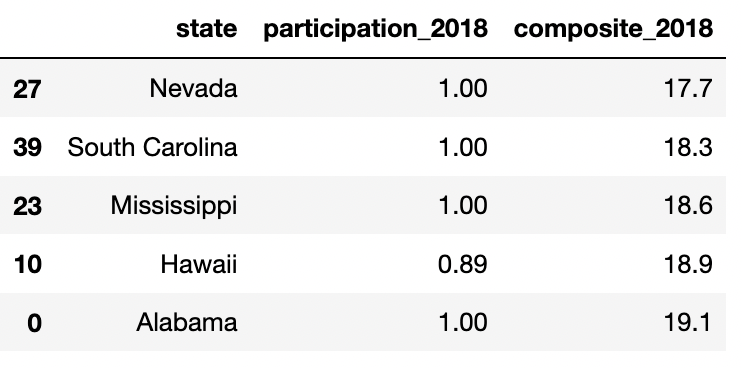 state participation_2018 composite_2018
27 Nevada 1.00 17.7
39 South Carolina 1.00 18.3
23 Mississippi 1.00 18.6
10 Hawaii 0.89 18.9
0 Alabama 1.00 19.1